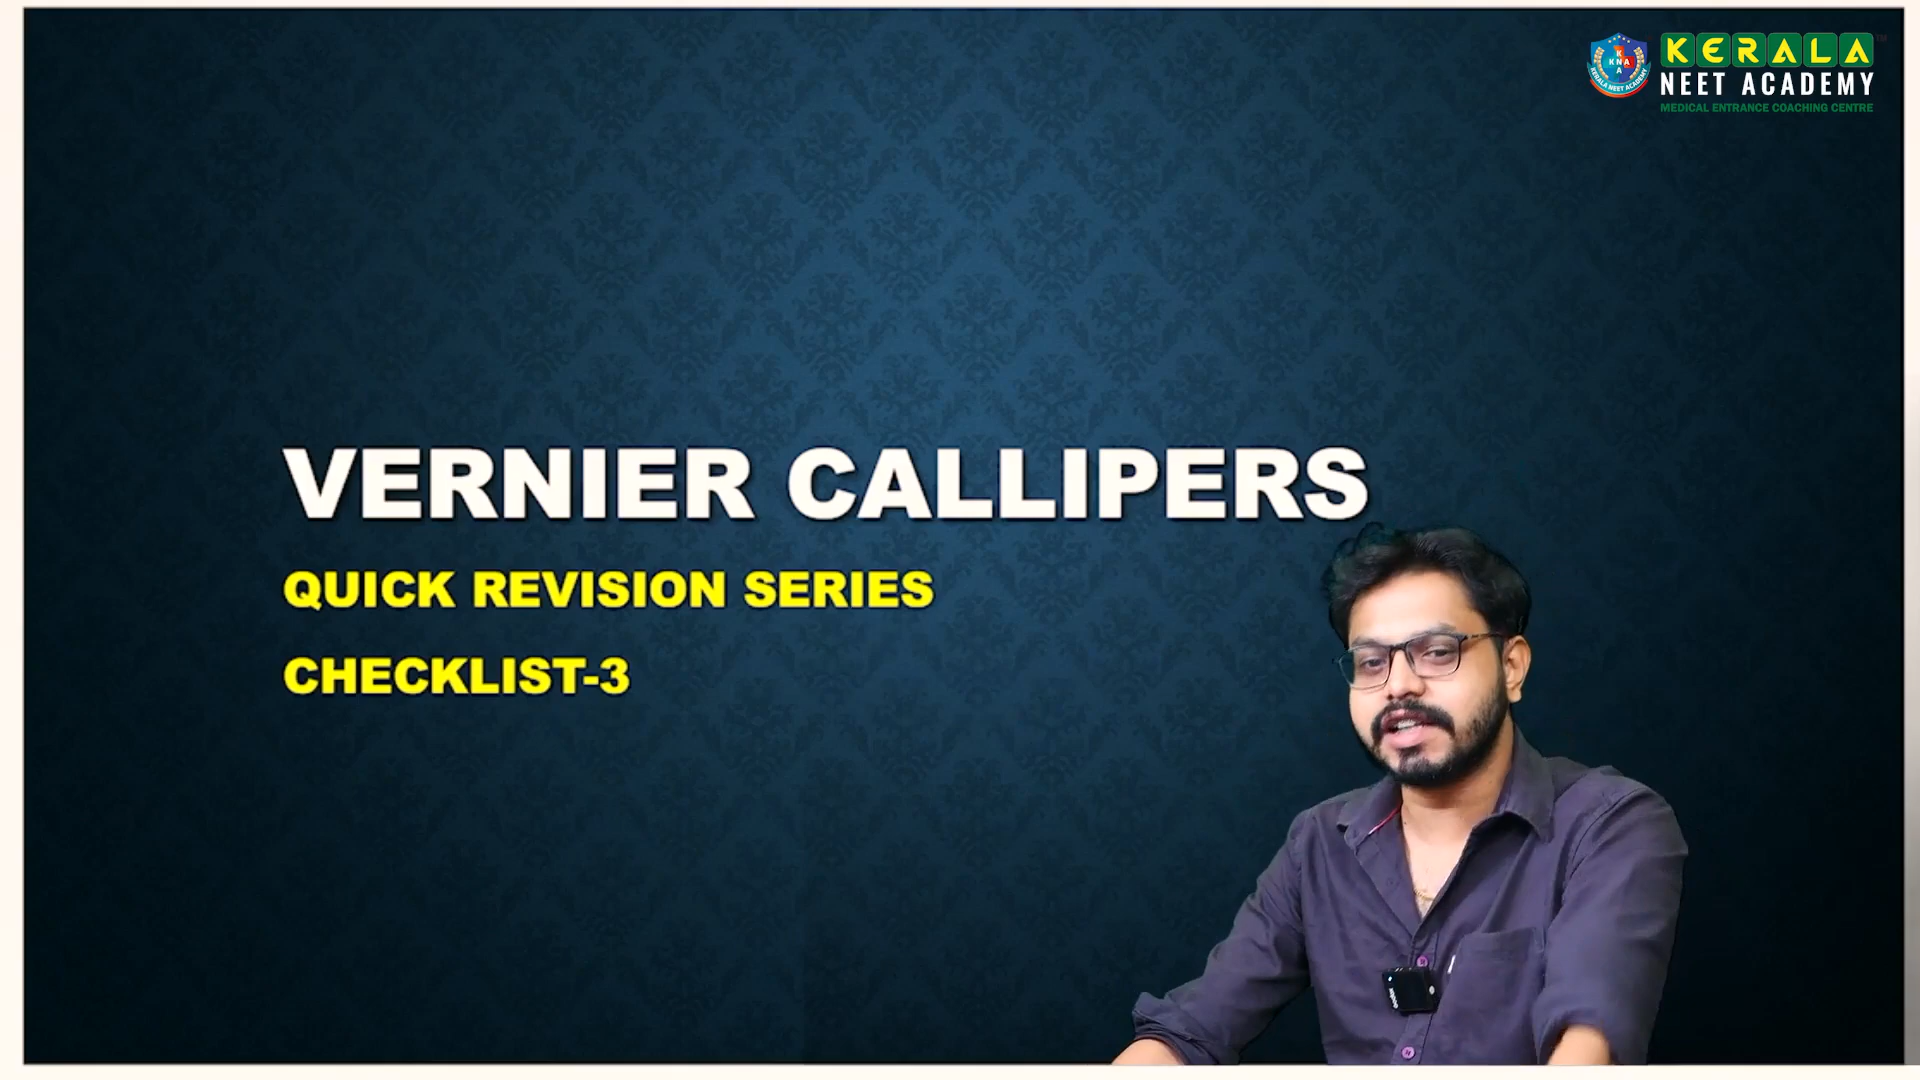 KERALA
NEET ACADEMY
MEDICAL ENTRANCE COACHING CENTRE
VERNIER CALLIPERS
QUICK REVISION SERIES
CHECKLIST-3